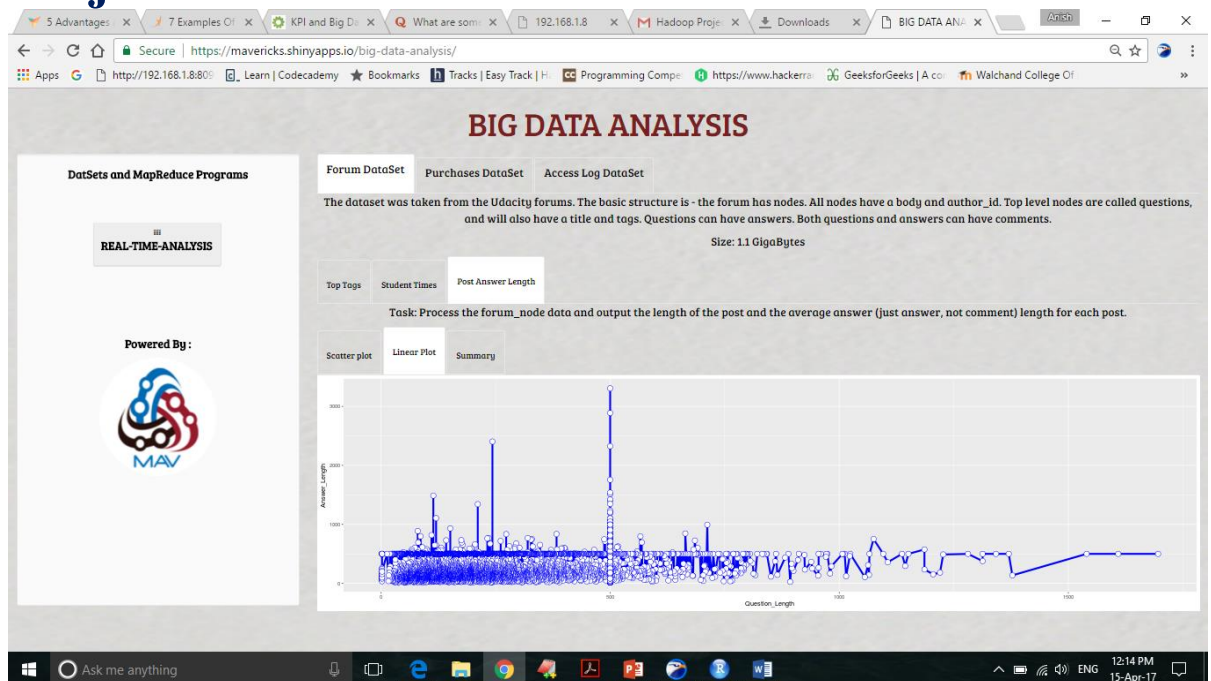 5 Advantages
7 Examples Of
KPI and Big Da
What are som
192.168.1.8
Hadoop Proje
Downloads
BIG DATA ANA
Anish
Secure | https://mavericks.shinyapps.io/big-data-analysis/
Apps
http://192.168.1.8:809
Learn | Codecademy
Bookmarks
Tracks | Easy Track | H
Programming Compe
https://www.hackerra
GeeksforGeeks | A co
Walchand College Of
»
BIG DATA ANALYSIS
DatSets and MapReduce Programs
REAL-TIME-ANALYSIS
Powered By :
MAV
Forum DataSet
Purchases DataSet
Access Log DataSet
The dataset was taken from the Udacity forums. The basic structure is - the forum has nodes. All nodes have a body and author_id. Top level nodes are called questions,
and will also have a title and tags. Questions can have answers. Both questions and answers can have comments.
Size: 1.1 GigaBytes
Top Tags
Student Times
Post Answer Length
Task: Process the forum_node data and output the length of the post and the average answer (just answer, not comment) length for each post.
Scatter plot
Linear Plot
Summary
Answer_Length
3000
2000
1000
0
0
500
1000
1500
Question_Length
Ask me anything
ENG
12:14 PM
15-Apr-17